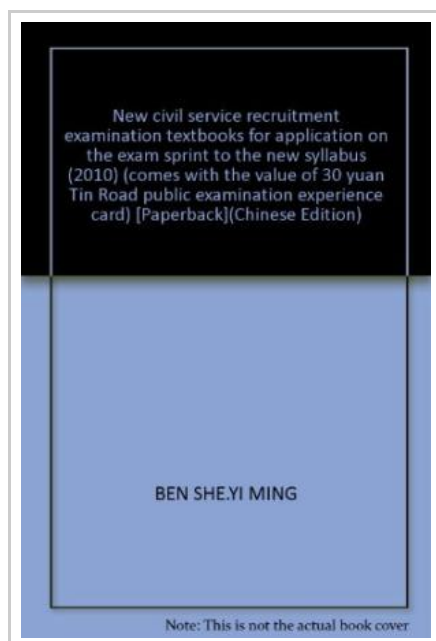 New civil service recruitment
examination textbooks for application on
the exam sprint to the new syllabus
(2010) (comes with the value of 30 yuan
Tin Road public examination experience
card) [Paperback](Chinese Edition)
BEN SHE.YI MING
Note: This is not the actual book cover